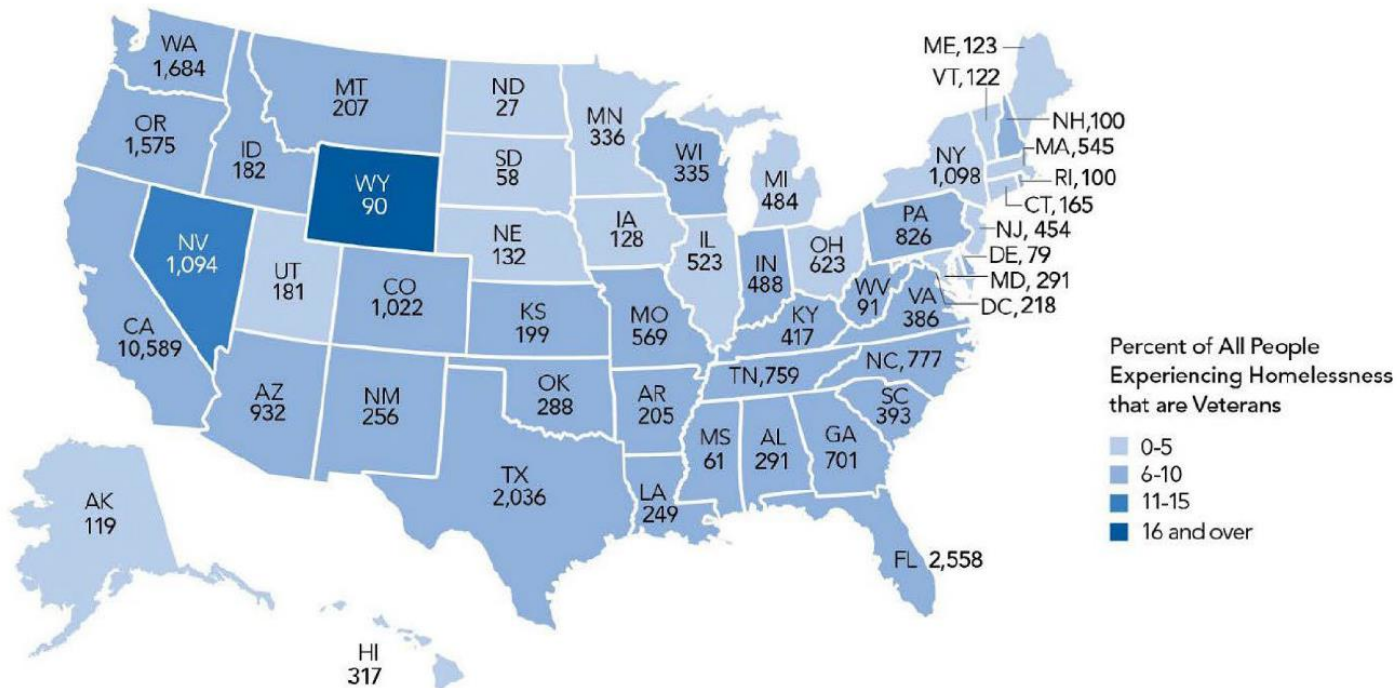 WA
1,684
MT
207
ND
27
MN
336
OR
1,575
ID
182
WY
90
SD
58
WI
335
MI
484
NY
1,098
ME, 123
VT, 122
NH, 100
MA, 545
RI, 100
CT, 165
NJ, 454
DE, 79
MD, 291
DC, 218
NV
1,094
UT
181
CO
1,022
NE
132
IA
128
IL
523
IN
488
OH
623
PA
826
WV
91
VA
386
CA
10,589
KS
199
MO
569
KY
417
AZ
932
NM
256
OK
288
AR
205
TN, 759
NC, 777
SC
393
MS
61
AL
291
GA
701
TX
2,036
LA
249
FL 2,558
AK
119
HI
317
Percent of All People
Experiencing Homelessness
that are Veterans
0-5
6-10
11-15
16 and over